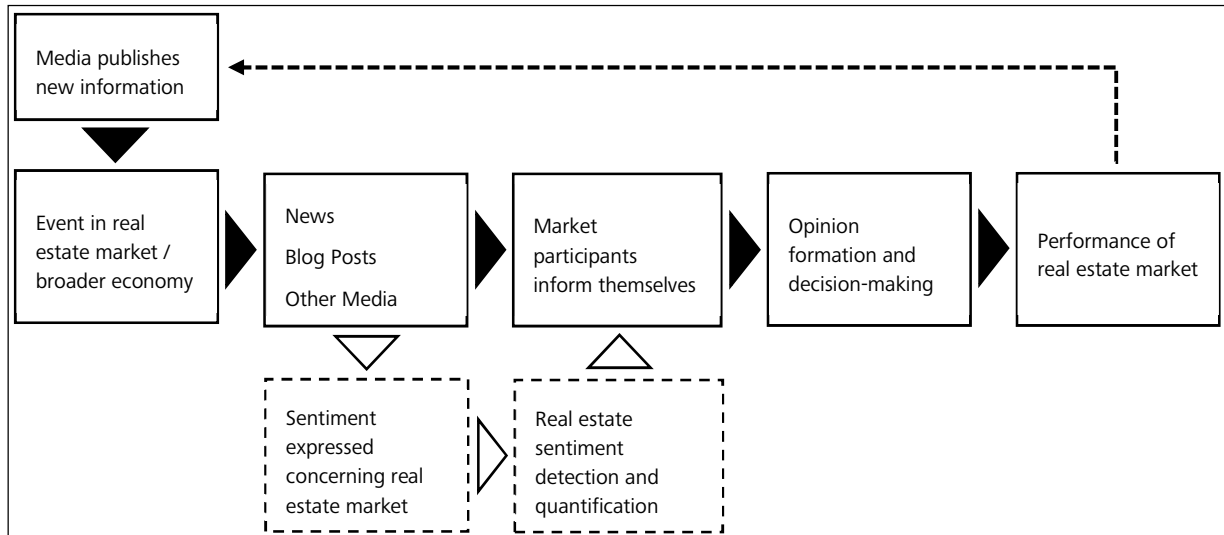 Media publishes
new information
Event in real
estate market /
broader economy
News
Blog Posts
Other Media
Market
participants
inform themselves
Opinion
formation and
decision-making
Performance of
real estate market
Sentiment
expressed
concerning real
estate market
Real estate
sentiment
detection and
quantification